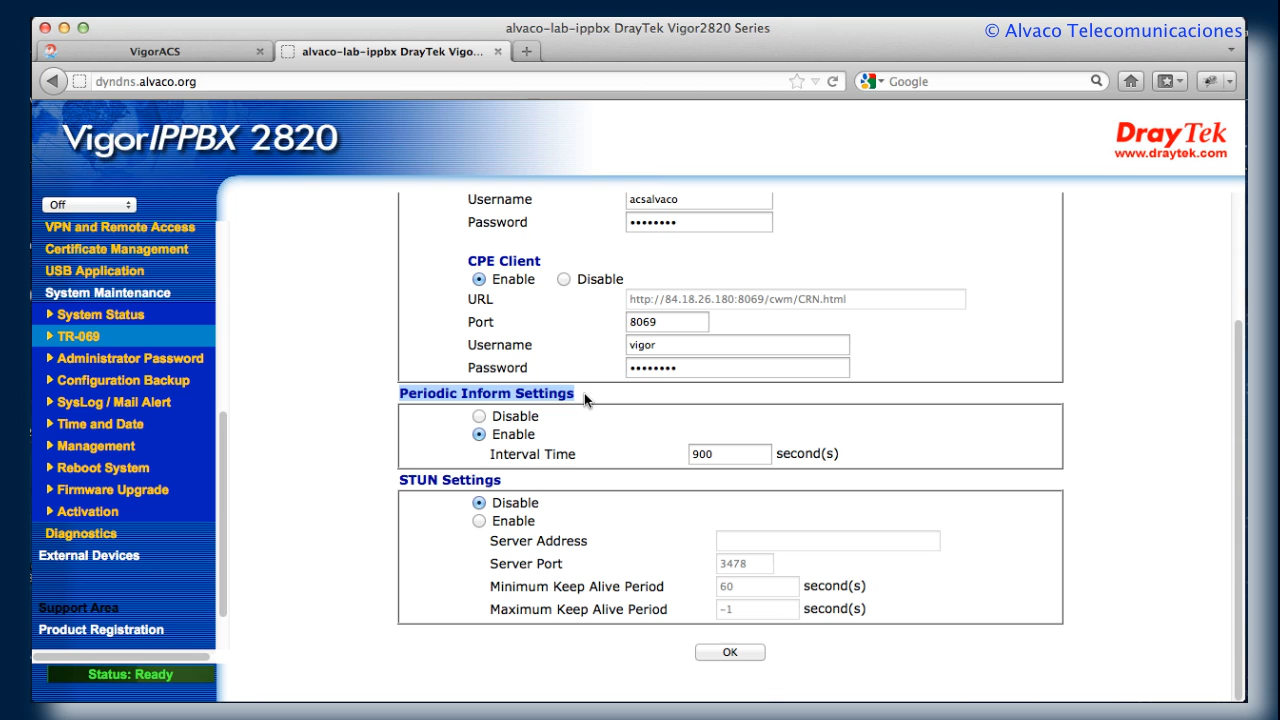 alvaco-lab-ippbx DrayTek Vigor2820 Series
© Alvaco Telecomunicaciones
VigorACS
alvaco-lab-ippbx DrayTek Vigo...
dyndns.alvaco.org
Google
VigorIPPBX 2820
DrayTek
www.draytek.com
Off
VPN and Remote Access
Certificate Management
USB Application
System Maintenance
System Status
TR-069
Administrator Password
Configuration Backup
SysLog / Mail Alert
Time and Date
Management
Reboot System
Firmware Upgrade
Activation
Diagnostics
External Devices
Support Area
Product Registration
Status: Ready
Username acsalvaco
Password ••••••••
CPE Client
Enable Disable
URL http://84.18.26.180:8069/cwm/CRN.html
Port 8069
Username vigor
Password ••••••••
Periodic Inform Settings
Disable
Enable
Interval Time 900 second(s)
STUN Settings
Disable
Enable
Server Address
Server Port 3478
Minimum Keep Alive Period 60 second(s)
Maximum Keep Alive Period -1 second(s)
OK